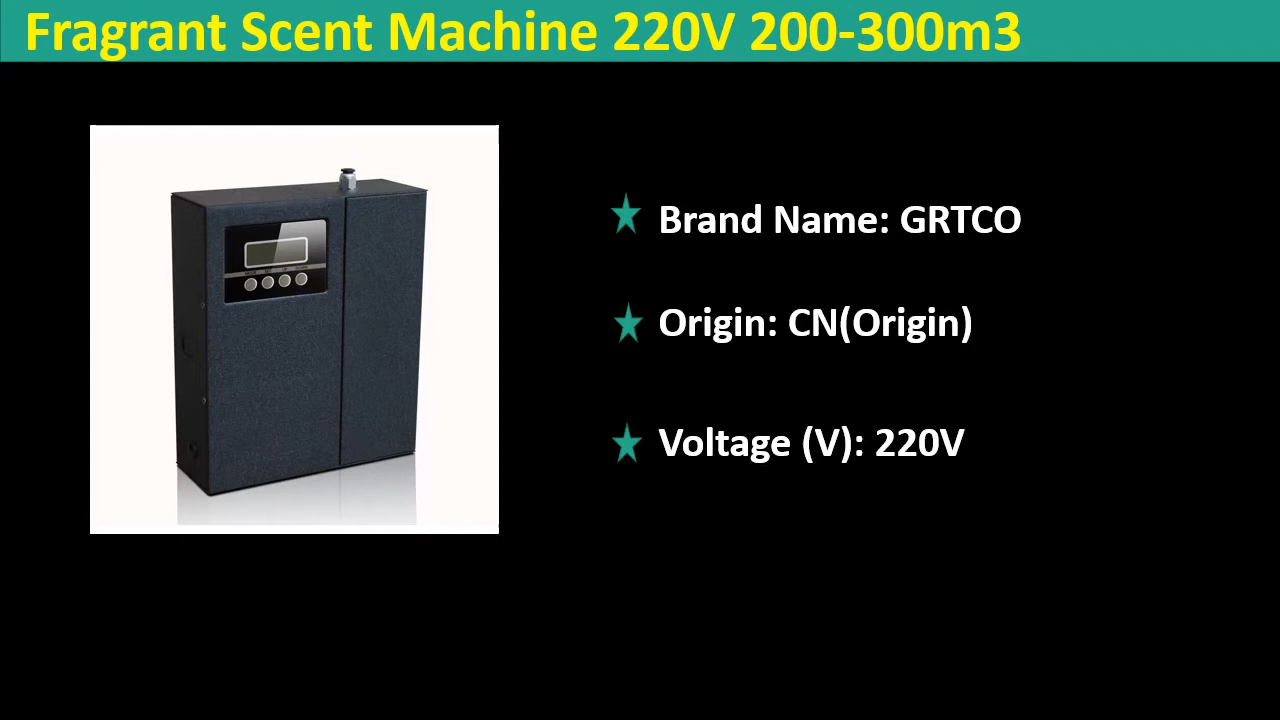 Fragrant Scent Machine 220V 200-300m3
Brand Name: GRTCO
Origin: CN(Origin)
Voltage (V): 220V